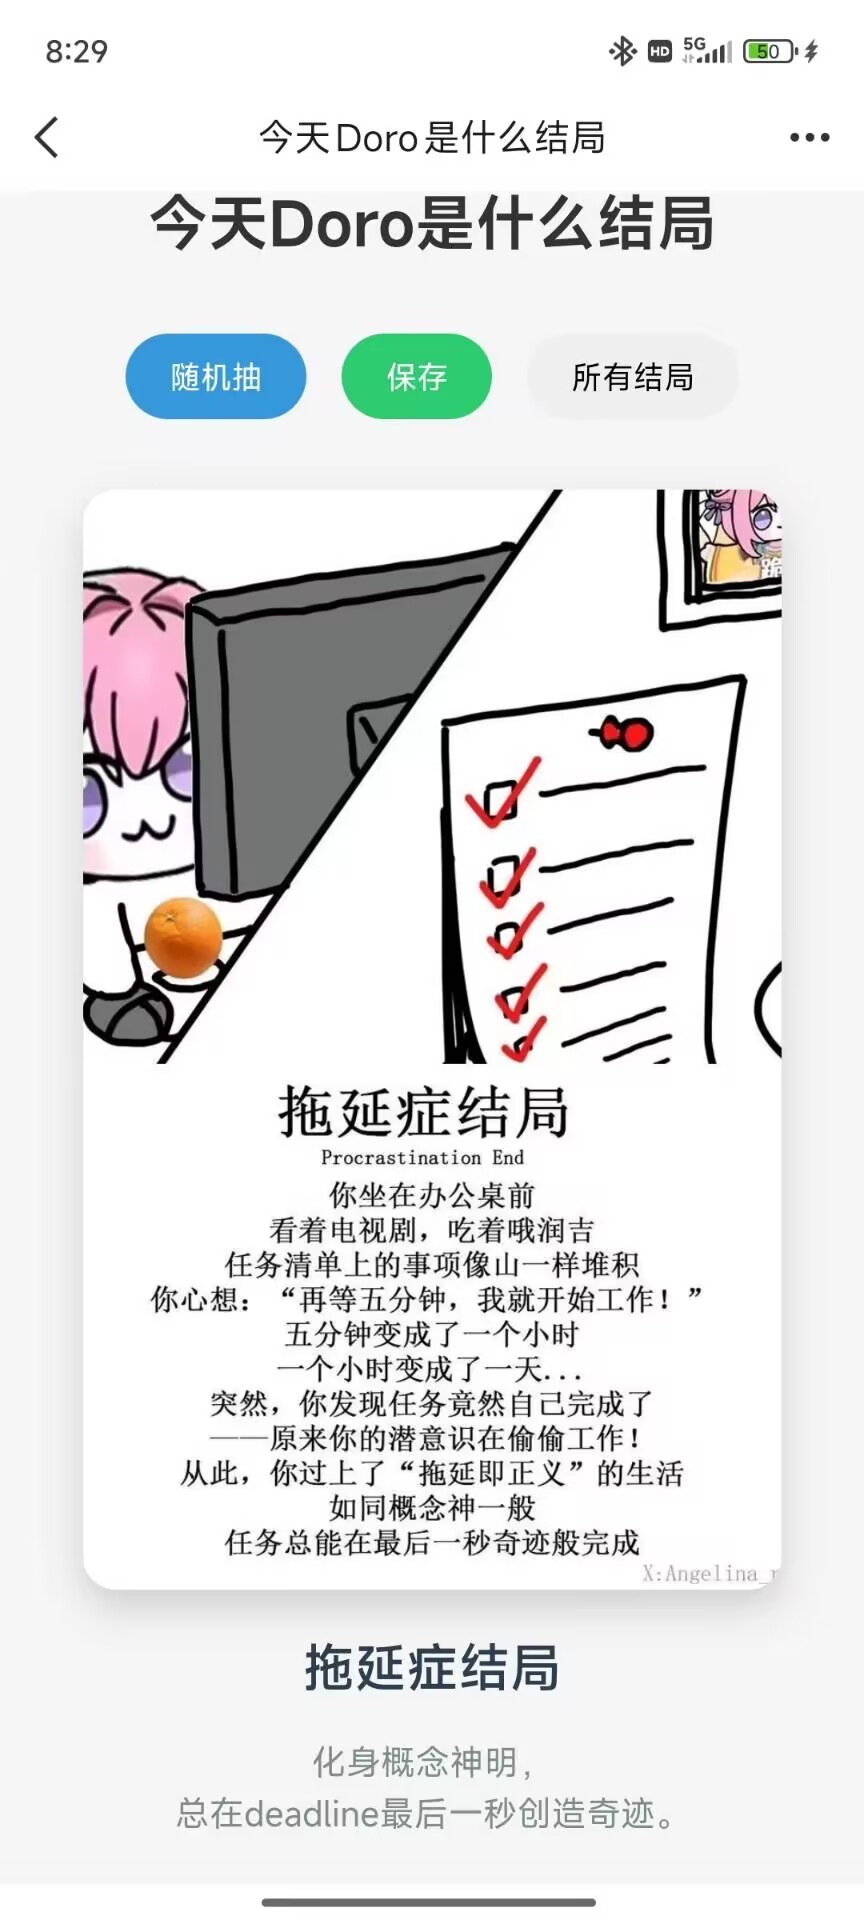 8:29
HD 5G 50
今天Doro是什么结局
今天Doro是什么结局
随机抽 保存 所有结局
跪
拖延症结局
Procrastination End
你坐在办公桌前
看着电视剧，吃着哦润吉
任务清单上的事项像山一样堆积
你心想：“再等五分钟，我就开始工作！”
五分钟变成了一个小时
一个小时变成了一天...
突然，你发现任务竟然自己完成了
——原来你的潜意识在偷偷工作！
从此，你过上了“拖延即正义”的生活
如同概念神一般
任务总能在最后一秒奇迹般完成
X:Angelina_r
拖延症结局
化身概念神明，
总在deadline最后一秒创造奇迹。